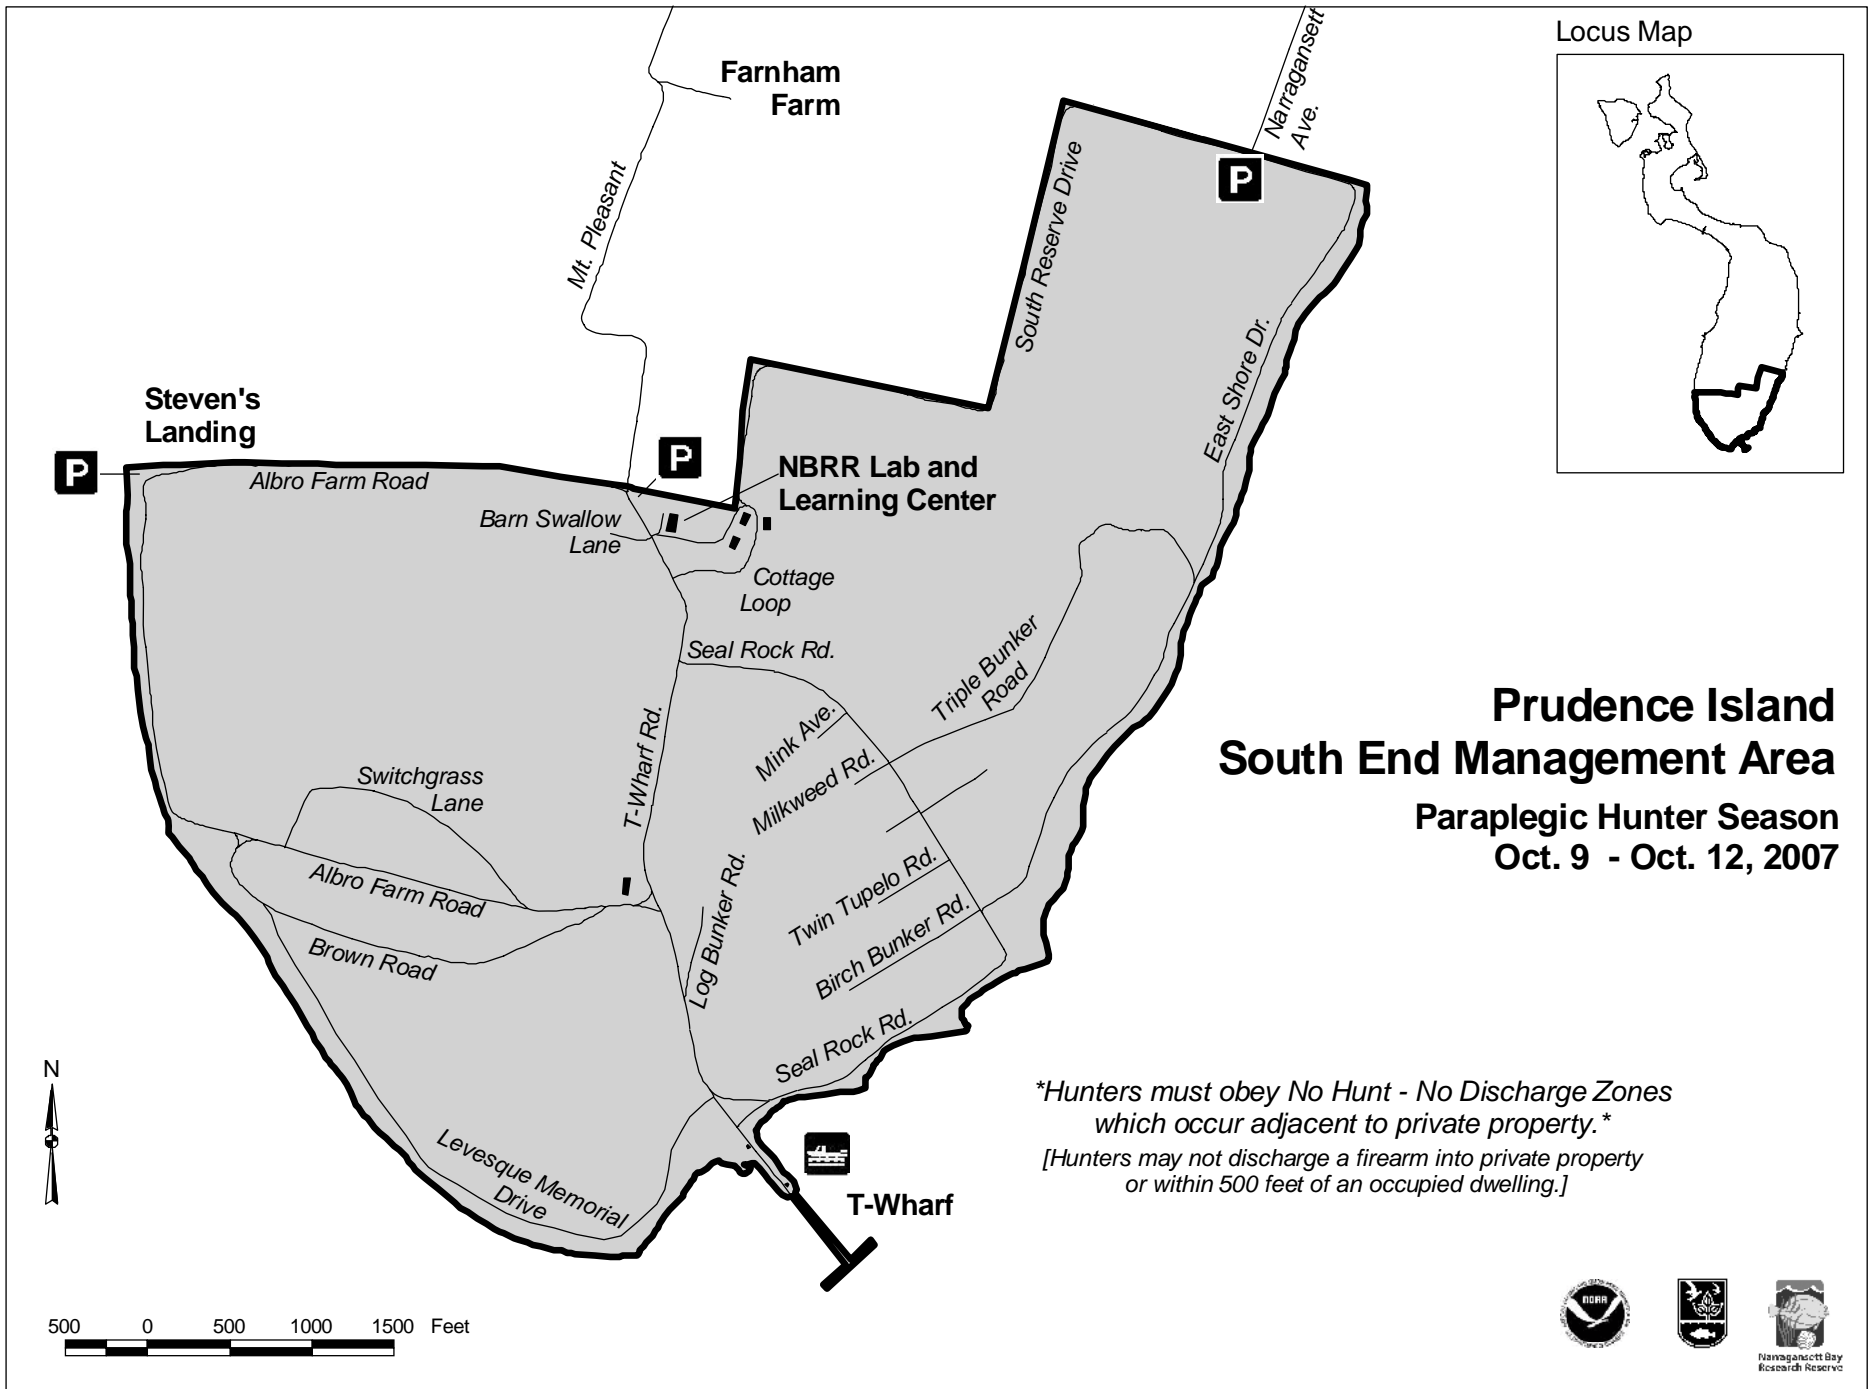 Locus Map
Farnham
Farm
Narragansett
Ave.
P
Mt. Pleasant
South Reserve Drive
East Shore Dr.
Steven's
Landing
P
P
Albro Farm Road
NBRR Lab and
Learning Center
Barn Swallow
Lane
Cottage
Loop
Seal Rock Rd.
Triple Bunker
Road
Mink Ave.
T-Wharf Rd.
Milkweed Rd.
Switchgrass
Lane
Prudence Island
South End Management Area
Paraplegic Hunter Season
Oct. 9 - Oct. 12, 2007
Albro Farm Road
Brown Road
Log Bunker Rd.
Twin Tupelo Rd.
Birch Bunker Rd.
Seal Rock Rd.
N
*Hunters must obey No Hunt - No Discharge Zones
which occur adjacent to private property.*
[Hunters may not discharge a firearm into private property
or within 500 feet of an occupied dwelling.]
Levesque Memorial
Drive
T-Wharf
500 0 500 1000 1500 Feet
NOAA
Narragansett Bay
Research Reserve